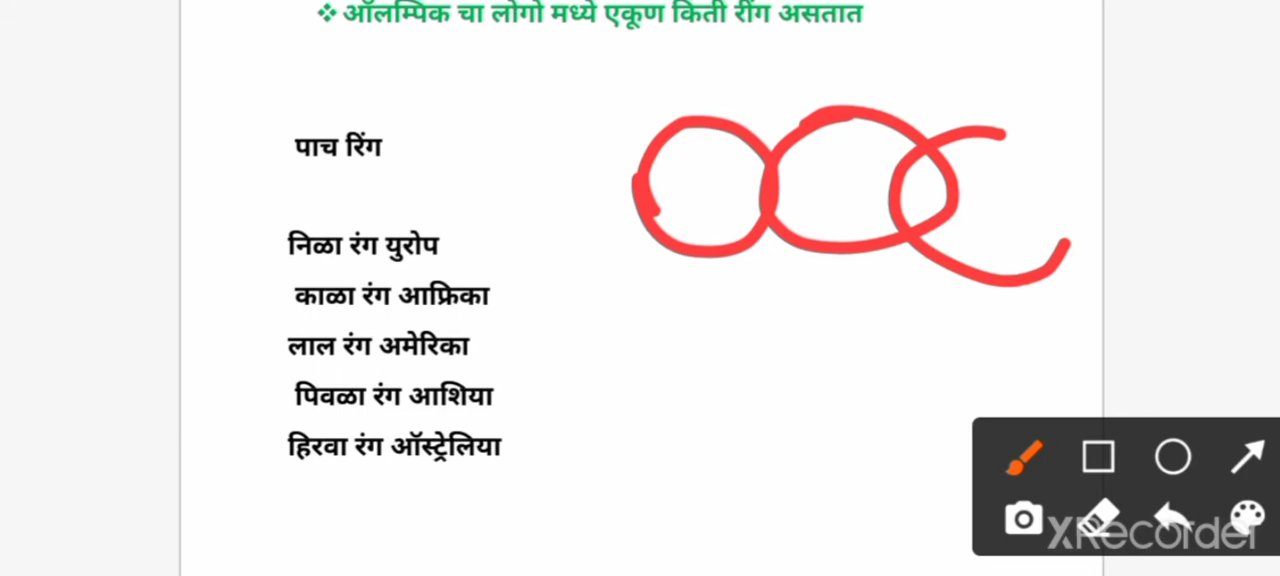 ❖ ऑलम्पिक चा लोगो मध्ये एकूण किती रींग असतात
पाच रिंग
निळा रंग युरोप
काळा रंग आफ्रिका
लाल रंग अमेरिका
पिवळा रंग आशिया
हिरवा रंग ऑस्ट्रेलिया
XRecorder